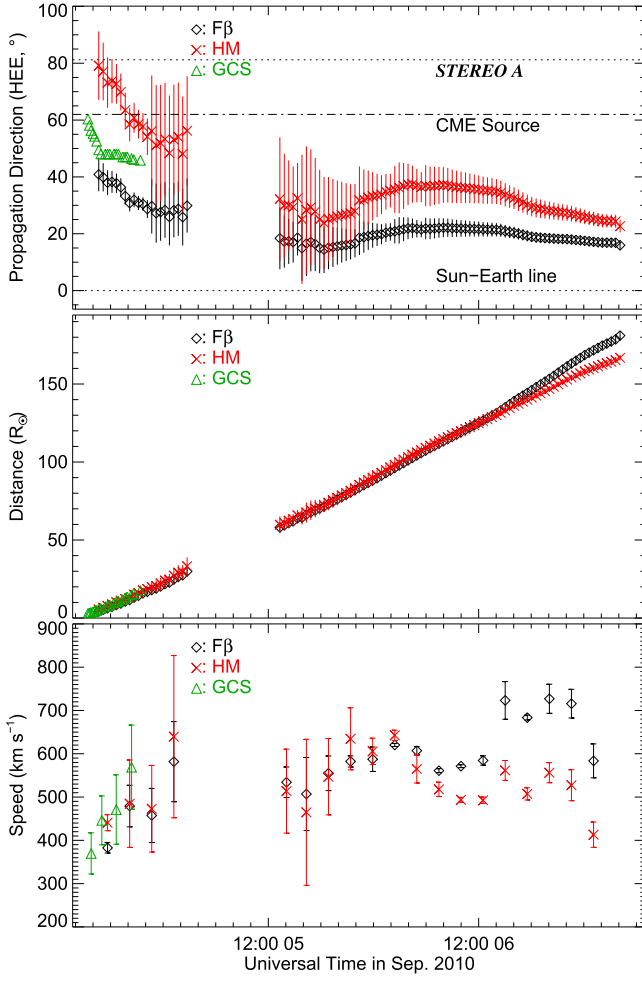 100
80
60
40
20
0
Propagation Direction (HEE, °)
◇: Fβ
×: HM
△: GCS
STEREO A
CME Source
Sun−Earth line
150
100
50
0
Distance (R☉)
◇: Fβ
×: HM
△: GCS
900
800
700
600
500
400
300
200
Speed (km s⁻¹)
◇: Fβ
×: HM
△: GCS
12:00 05
12:00 06
Universal Time in Sep. 2010